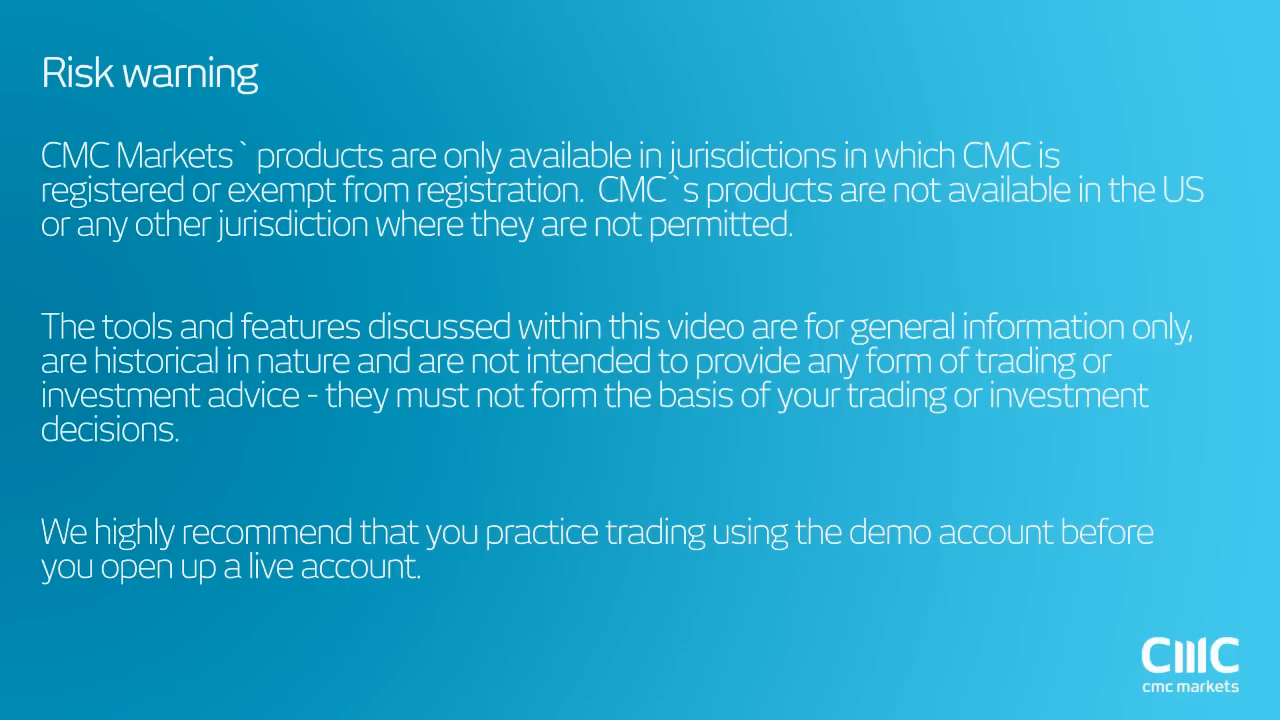 Risk warning
CMC Markets` products are only available in jurisdictions in which CMC is
registered or exempt from registration.  CMC`s products are not available in the US
or any other jurisdiction where they are not permitted.
The tools and features discussed within this video are for general information only,
are historical in nature and are not intended to provide any form of trading or
investment advice - they must not form the basis of your trading or investment
decisions.
We highly recommend that you practice trading using the demo account before
you open up a live account.
CMC
cmc markets